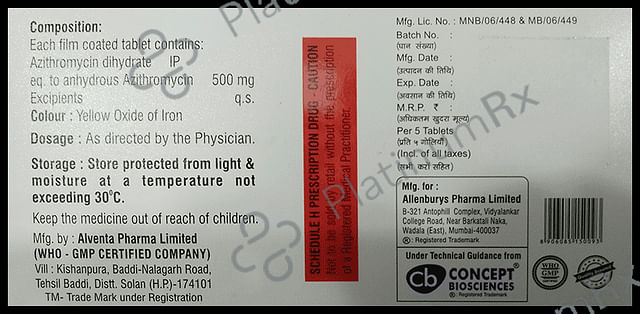 Composition:
Each film coated tablet contains:
Azithromycin dihydrate IP
eq. to anhydrous Azithromycin 500 mg
Excipients q.s.
Colour : Yellow Oxide of Iron
Dosage : As directed by the Physician.
Storage : Store protected from light &
moisture at a temperature not
exceeding 30°C.
Keep the medicine out of reach of children.
Mfg. by : Alventa Pharma Limited
(WHO - GMP CERTIFIED COMPANY)
Vill : Kishanpura, Baddi-Nalagarh Road,
Tehsil Baddi, Distt. Solan (H.P.)-174101
TM- Trade Mark under Registration
SCHEDULE H PRESCRIPTION DRUG - CAUTION
Not to be sold by retail without the prescription
of a Registered Medical Practitioner.
Mfg. Lic. No. : MNB/06/448 & MB/06/449
Batch No. :
(घान संख्या)
Mfg. Date :
(उत्पादन की तिथि)
Exp. Date :
(अवसान की तिथि)
M.R.P. ₹ :
(अधिकतम खुदरा मूल्य)
Per 5 Tablets
(प्रति ५ गोलियाँ)
(Incl. of all taxes)
(सभी करों सहित)
Mfg. for :
Allenburys Pharma Limited
B-321 Antophill Complex, Vidyalankar
College Road, Near Barkatali Naka,
Wadala (East), Mumbai-400037
® : Registered Trademark
Under Technical Guidance from
Cb CONCEPT
BIOSCIENCES
® : Registered Trademark
8906085150095
WHO
GMP
PlatinumRx
PlatinumRx
PlatinumRx